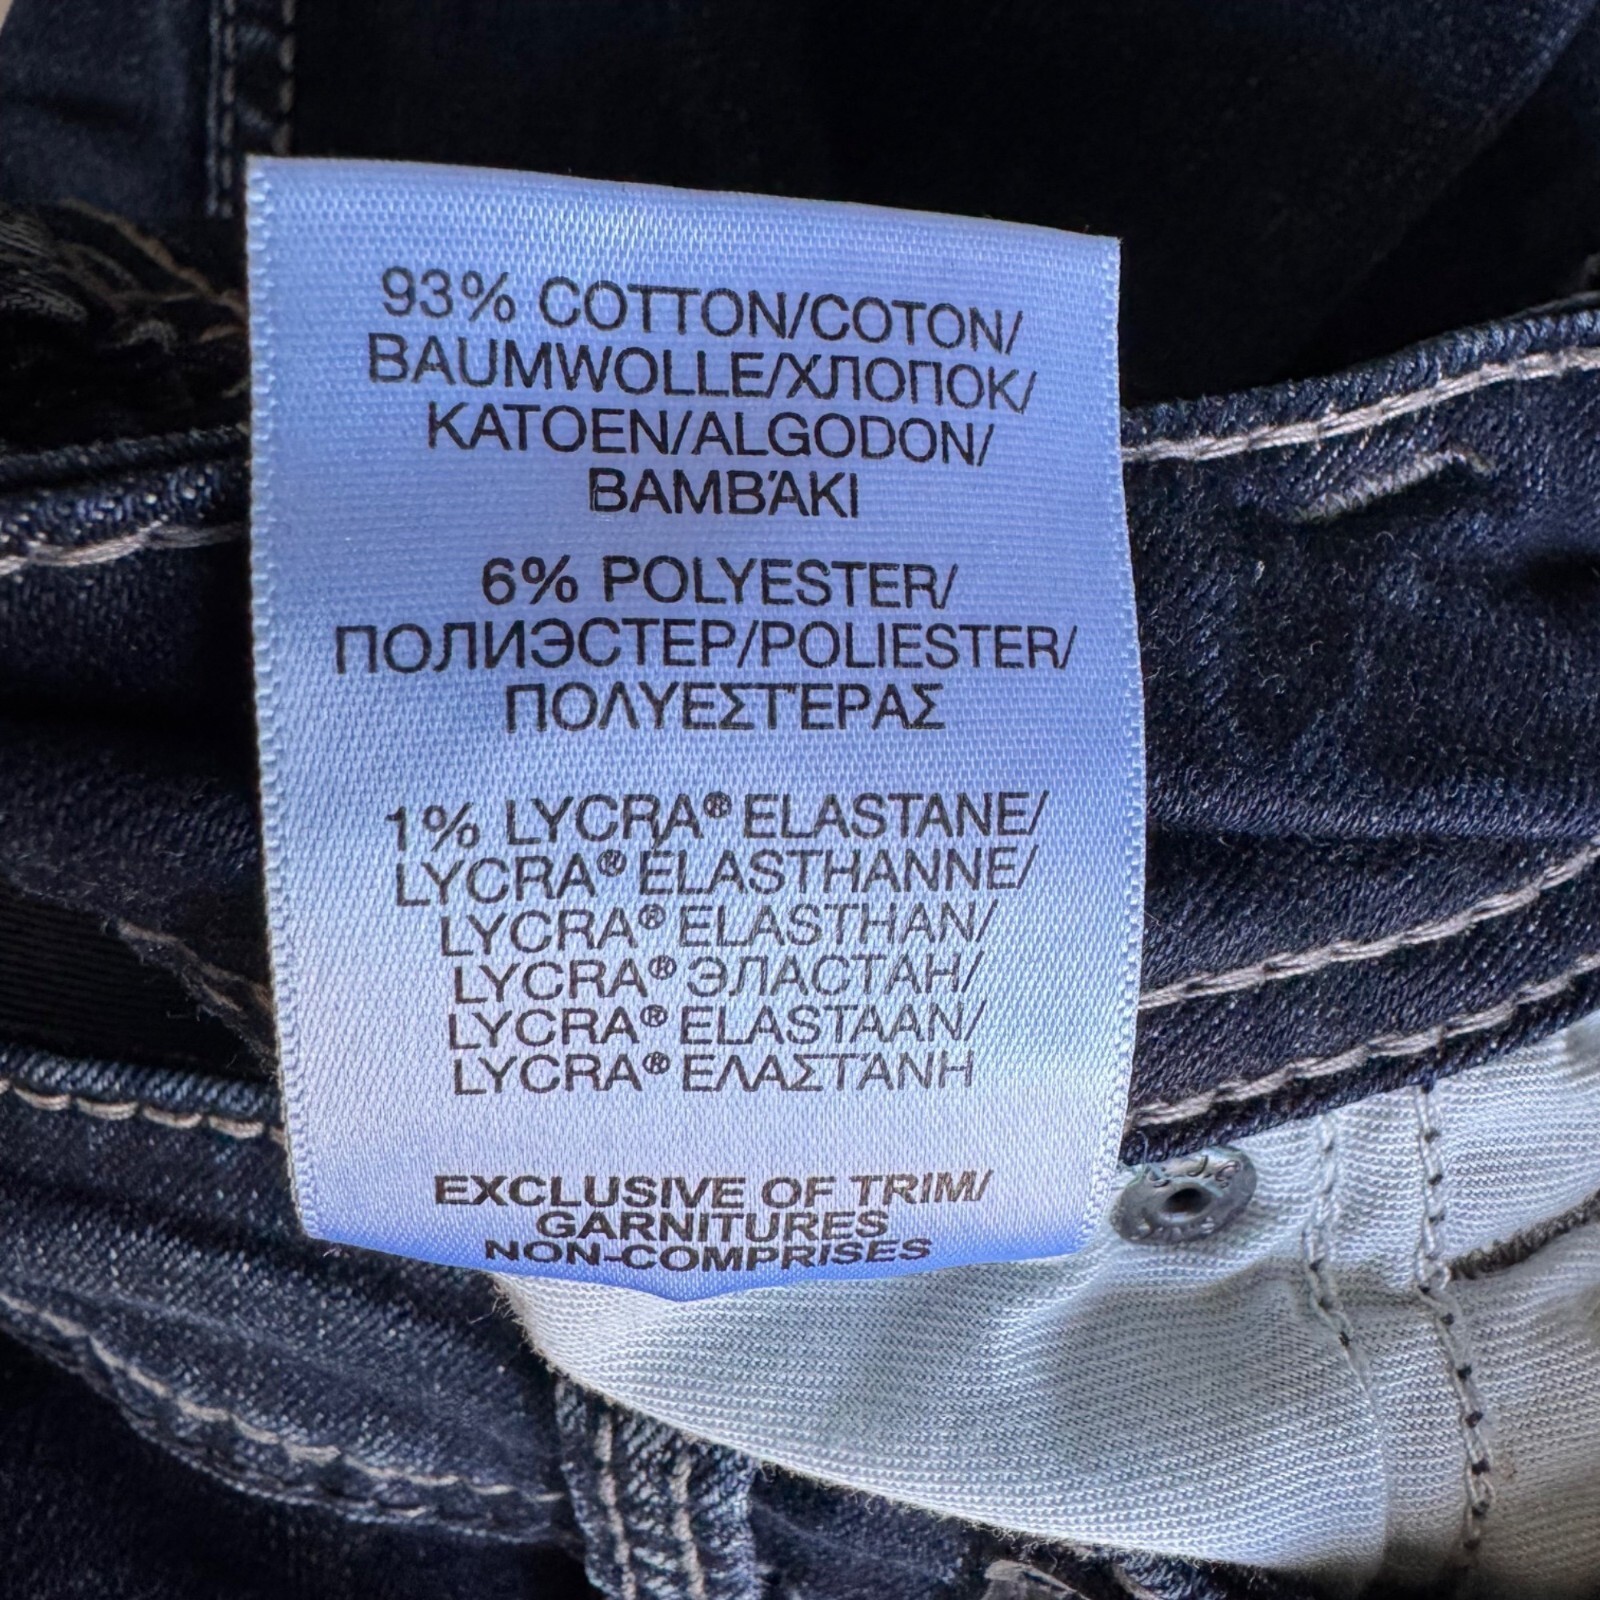 93% COTTON/COTON/
BAUMWOLLE/ХЛОПОК/
KATOEN/ALGODON/
ΒΑΜΒΆΚΙ
6% POLYESTER/
ПОЛИЭСТЕР/POLIESTER/
ΠΟΛΥΕΣΤΈΡΑΣ
1% LYCRA® ELASTANE/
LYCRA® ÉLASTHANNE/
LYCRA® ELASTHAN/
LYCRA® ЭЛАСТАН/
LYCRA® ELASTAAN/
LYCRA® ΕΛΑΣΤΆΝΗ
EXCLUSIVE OF TRIM/
GARNITURES
NON-COMPRISES